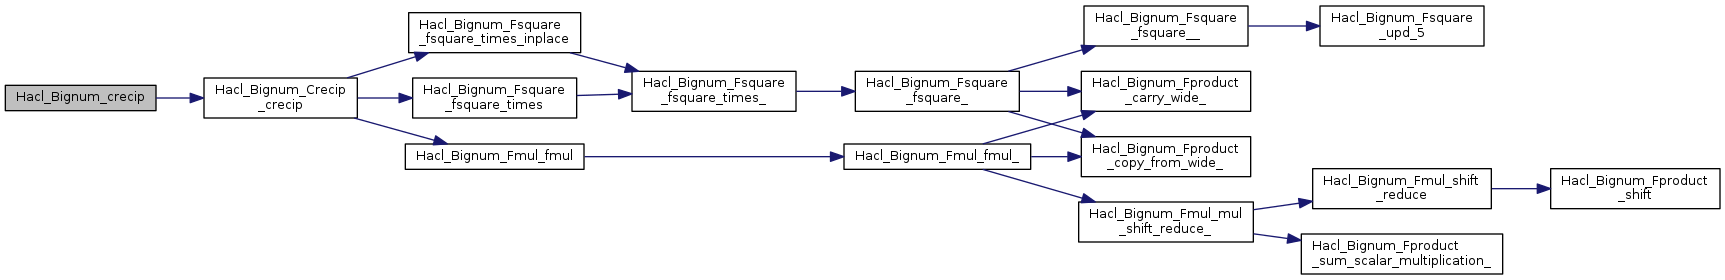 Hacl_Bignum_crecip
Hacl_Bignum_Crecip
_crecip
Hacl_Bignum_Fsquare
_fsquare_times_inplace
Hacl_Bignum_Fsquare
_fsquare_times
Hacl_Bignum_Fmul_fmul
Hacl_Bignum_Fsquare
_fsquare_times_
Hacl_Bignum_Fsquare
_fsquare_
Hacl_Bignum_Fmul_fmul_
Hacl_Bignum_Fsquare
_fsquare__
Hacl_Bignum_Fproduct
_carry_wide_
Hacl_Bignum_Fproduct
_copy_from_wide_
Hacl_Bignum_Fmul_mul
_shift_reduce_
Hacl_Bignum_Fsquare
_upd_5
Hacl_Bignum_Fmul_shift
_reduce
Hacl_Bignum_Fproduct
_sum_scalar_multiplication_
Hacl_Bignum_Fproduct
_shift